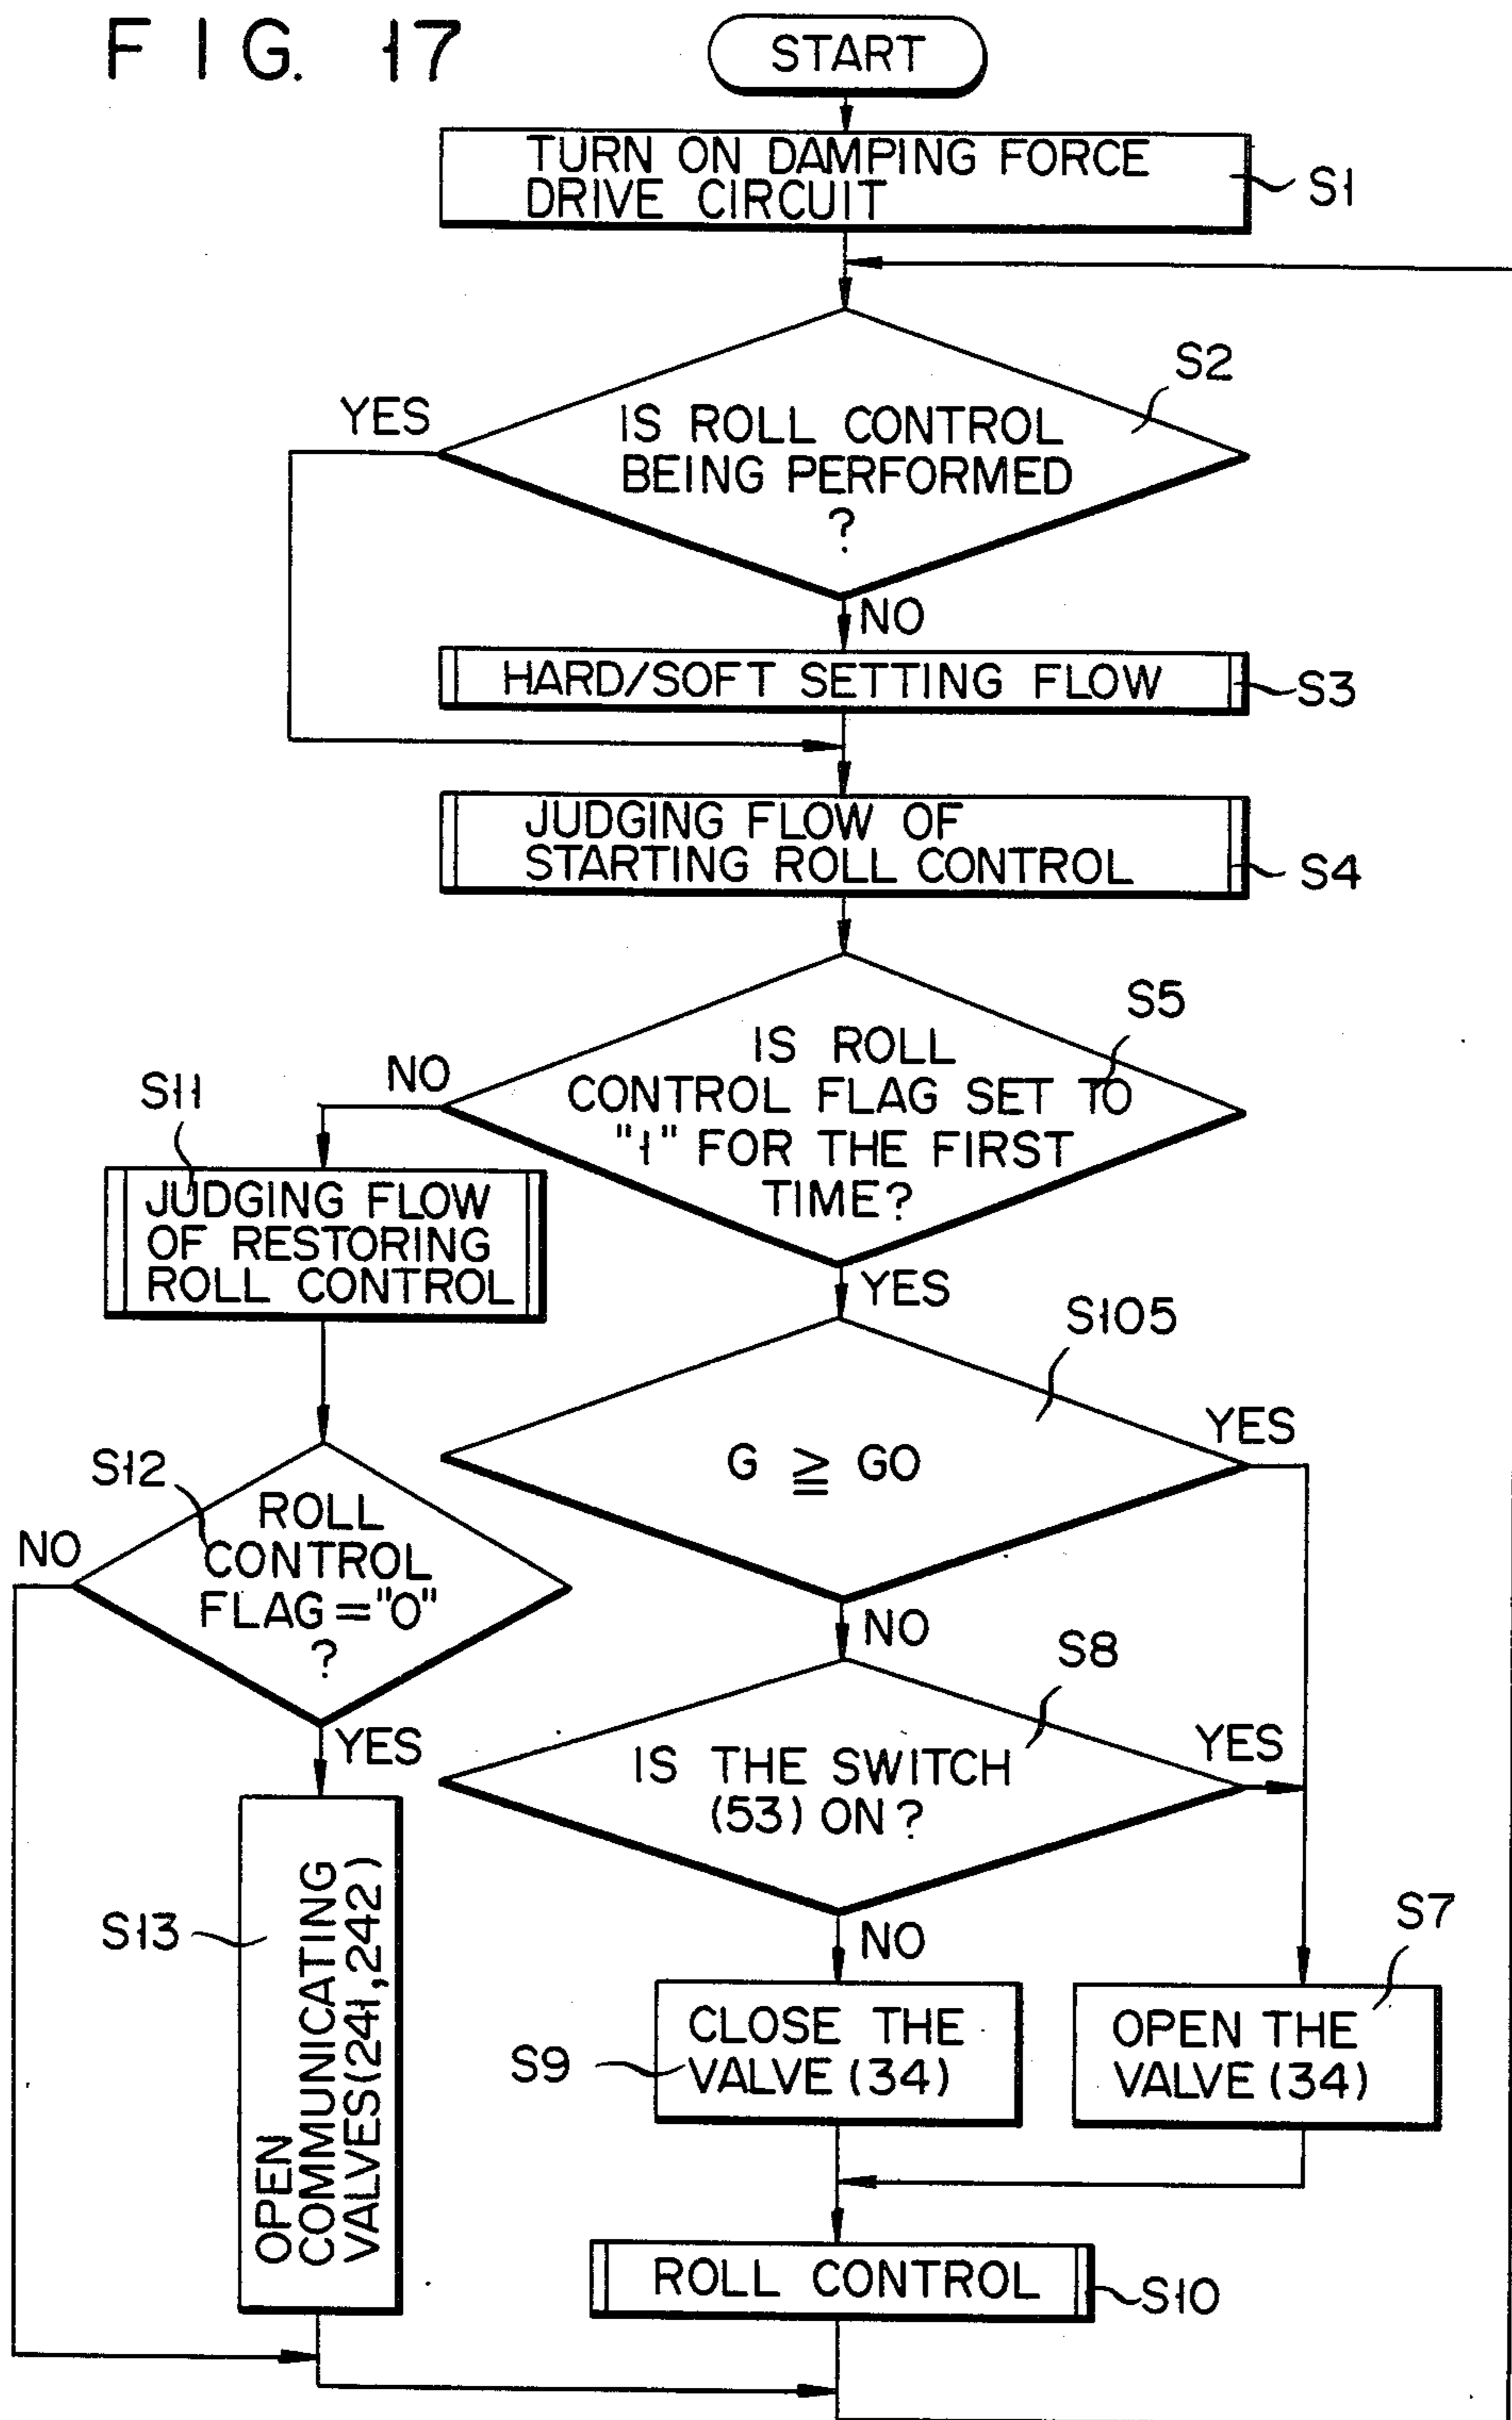 FIG. 17
START
TURN ON DAMPING FORCE
DRIVE CIRCUIT
S1
S2
YES
IS ROLL CONTROL
BEING PERFORMED
?
NO
HARD/SOFT SETTING FLOW
S3
JUDGING FLOW OF
STARTING ROLL CONTROL
S4
S5
NO
IS ROLL
CONTROL FLAG SET TO
"1" FOR THE FIRST
TIME?
S11
JUDGING FLOW
OF RESTORING
ROLL CONTROL
YES
S105
YES
G ≧ GO
S12
NO
ROLL
CONTROL
FLAG="0"
?
NO
S8
YES
YES
IS THE SWITCH
(53) ON?
S13
OPEN
COMMUNICATING
VALVES(241,242)
NO
S7
S9
CLOSE THE
VALVE (34)
OPEN THE
VALVE (34)
ROLL CONTROL
S10